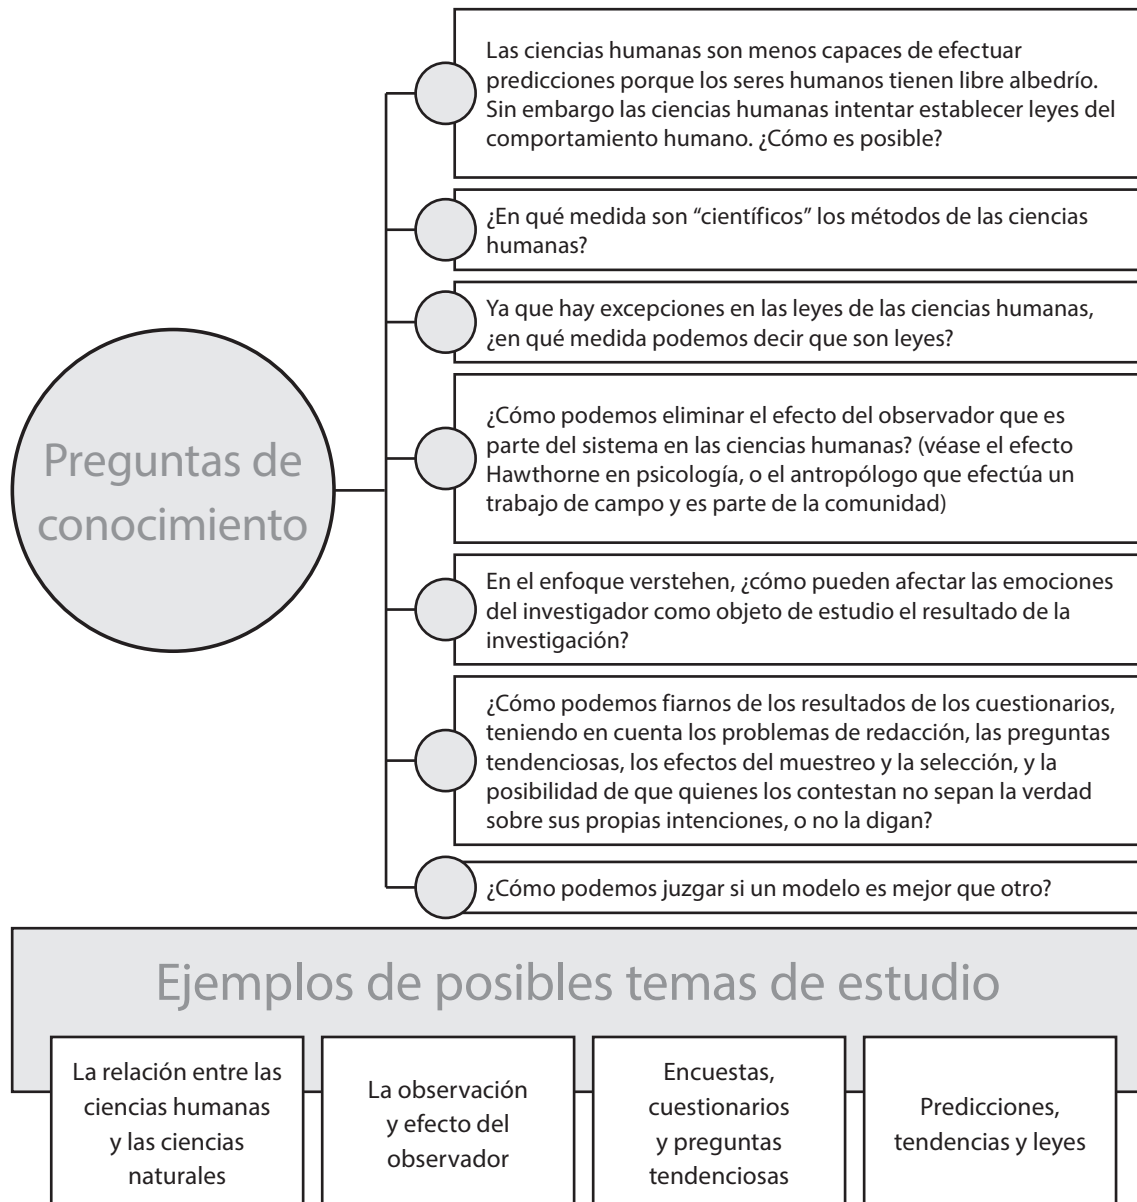 Las ciencias humanas son menos capaces de efectuar
predicciones porque los seres humanos tienen libre albedrío.
Sin embargo las ciencias humanas intentar establecer leyes del
comportamiento humano. ¿Cómo es posible?
¿En qué medida son “científicos” los métodos de las ciencias
humanas?
Ya que hay excepciones en las leyes de las ciencias humanas,
¿en qué medida podemos decir que son leyes?
Preguntas de
conocimiento
¿Cómo podemos eliminar el efecto del observador que es
parte del sistema en las ciencias humanas? (véase el efecto
Hawthorne en psicología, o el antropólogo que efectúa un
trabajo de campo y es parte de la comunidad)
En el enfoque verstehen, ¿cómo pueden afectar las emociones
del investigador como objeto de estudio el resultado de la
investigación?
¿Cómo podemos fiarnos de los resultados de los cuestionarios,
teniendo en cuenta los problemas de redacción, las preguntas
tendenciosas, los efectos del muestreo y la selección, y la
posibilidad de que quienes los contestan no sepan la verdad
sobre sus propias intenciones, o no la digan?
¿Cómo podemos juzgar si un modelo es mejor que otro?
Ejemplos de posibles temas de estudio
La relación entre las
ciencias humanas
y las ciencias
naturales
La observación
y efecto del
observador
Encuestas,
cuestionarios
y preguntas
tendenciosas
Predicciones,
tendencias y leyes